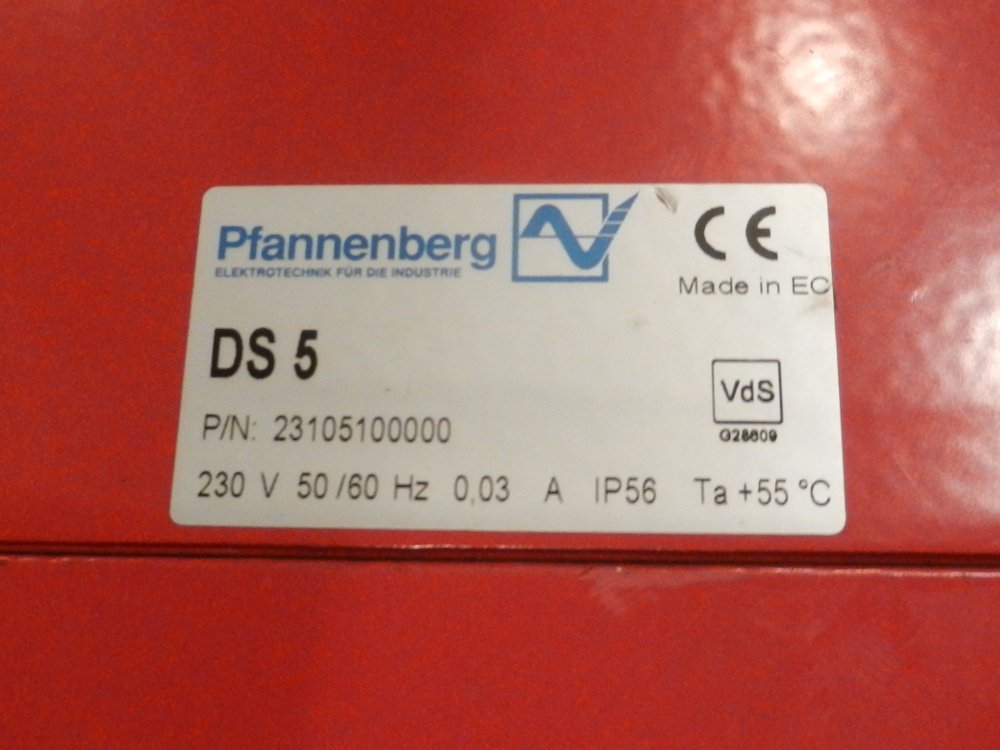 Pfannenberg
ELEKTROTECHNIK FÜR DIE INDUSTRIE
CE
Made in EC
DS 5
VdS
G28609
P/N: 23105100000
230 V 50/60 Hz 0,03 A IP56 Ta +55 °C